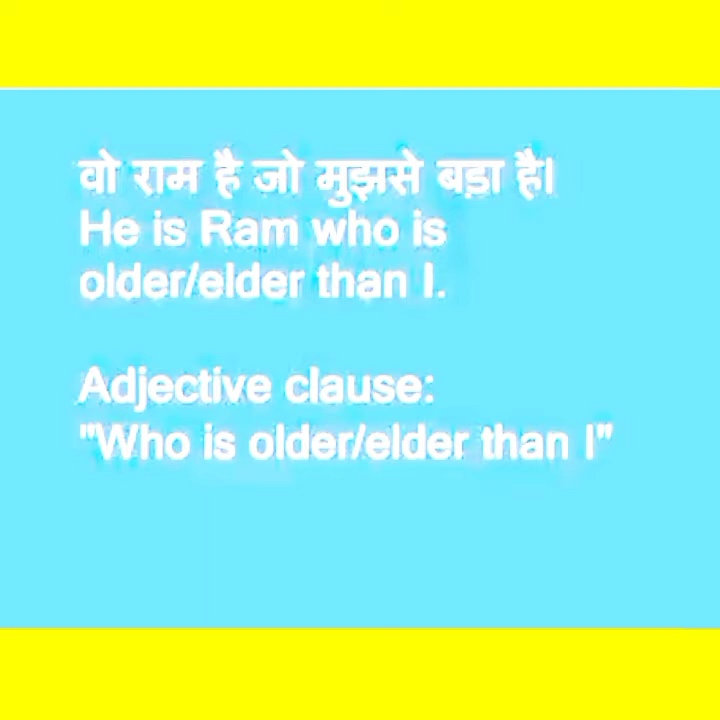 वो राम है जो मुझसे बड़ा है।
He is Ram who is
older/elder than I.
Adjective clause:
"Who is older/elder than I"